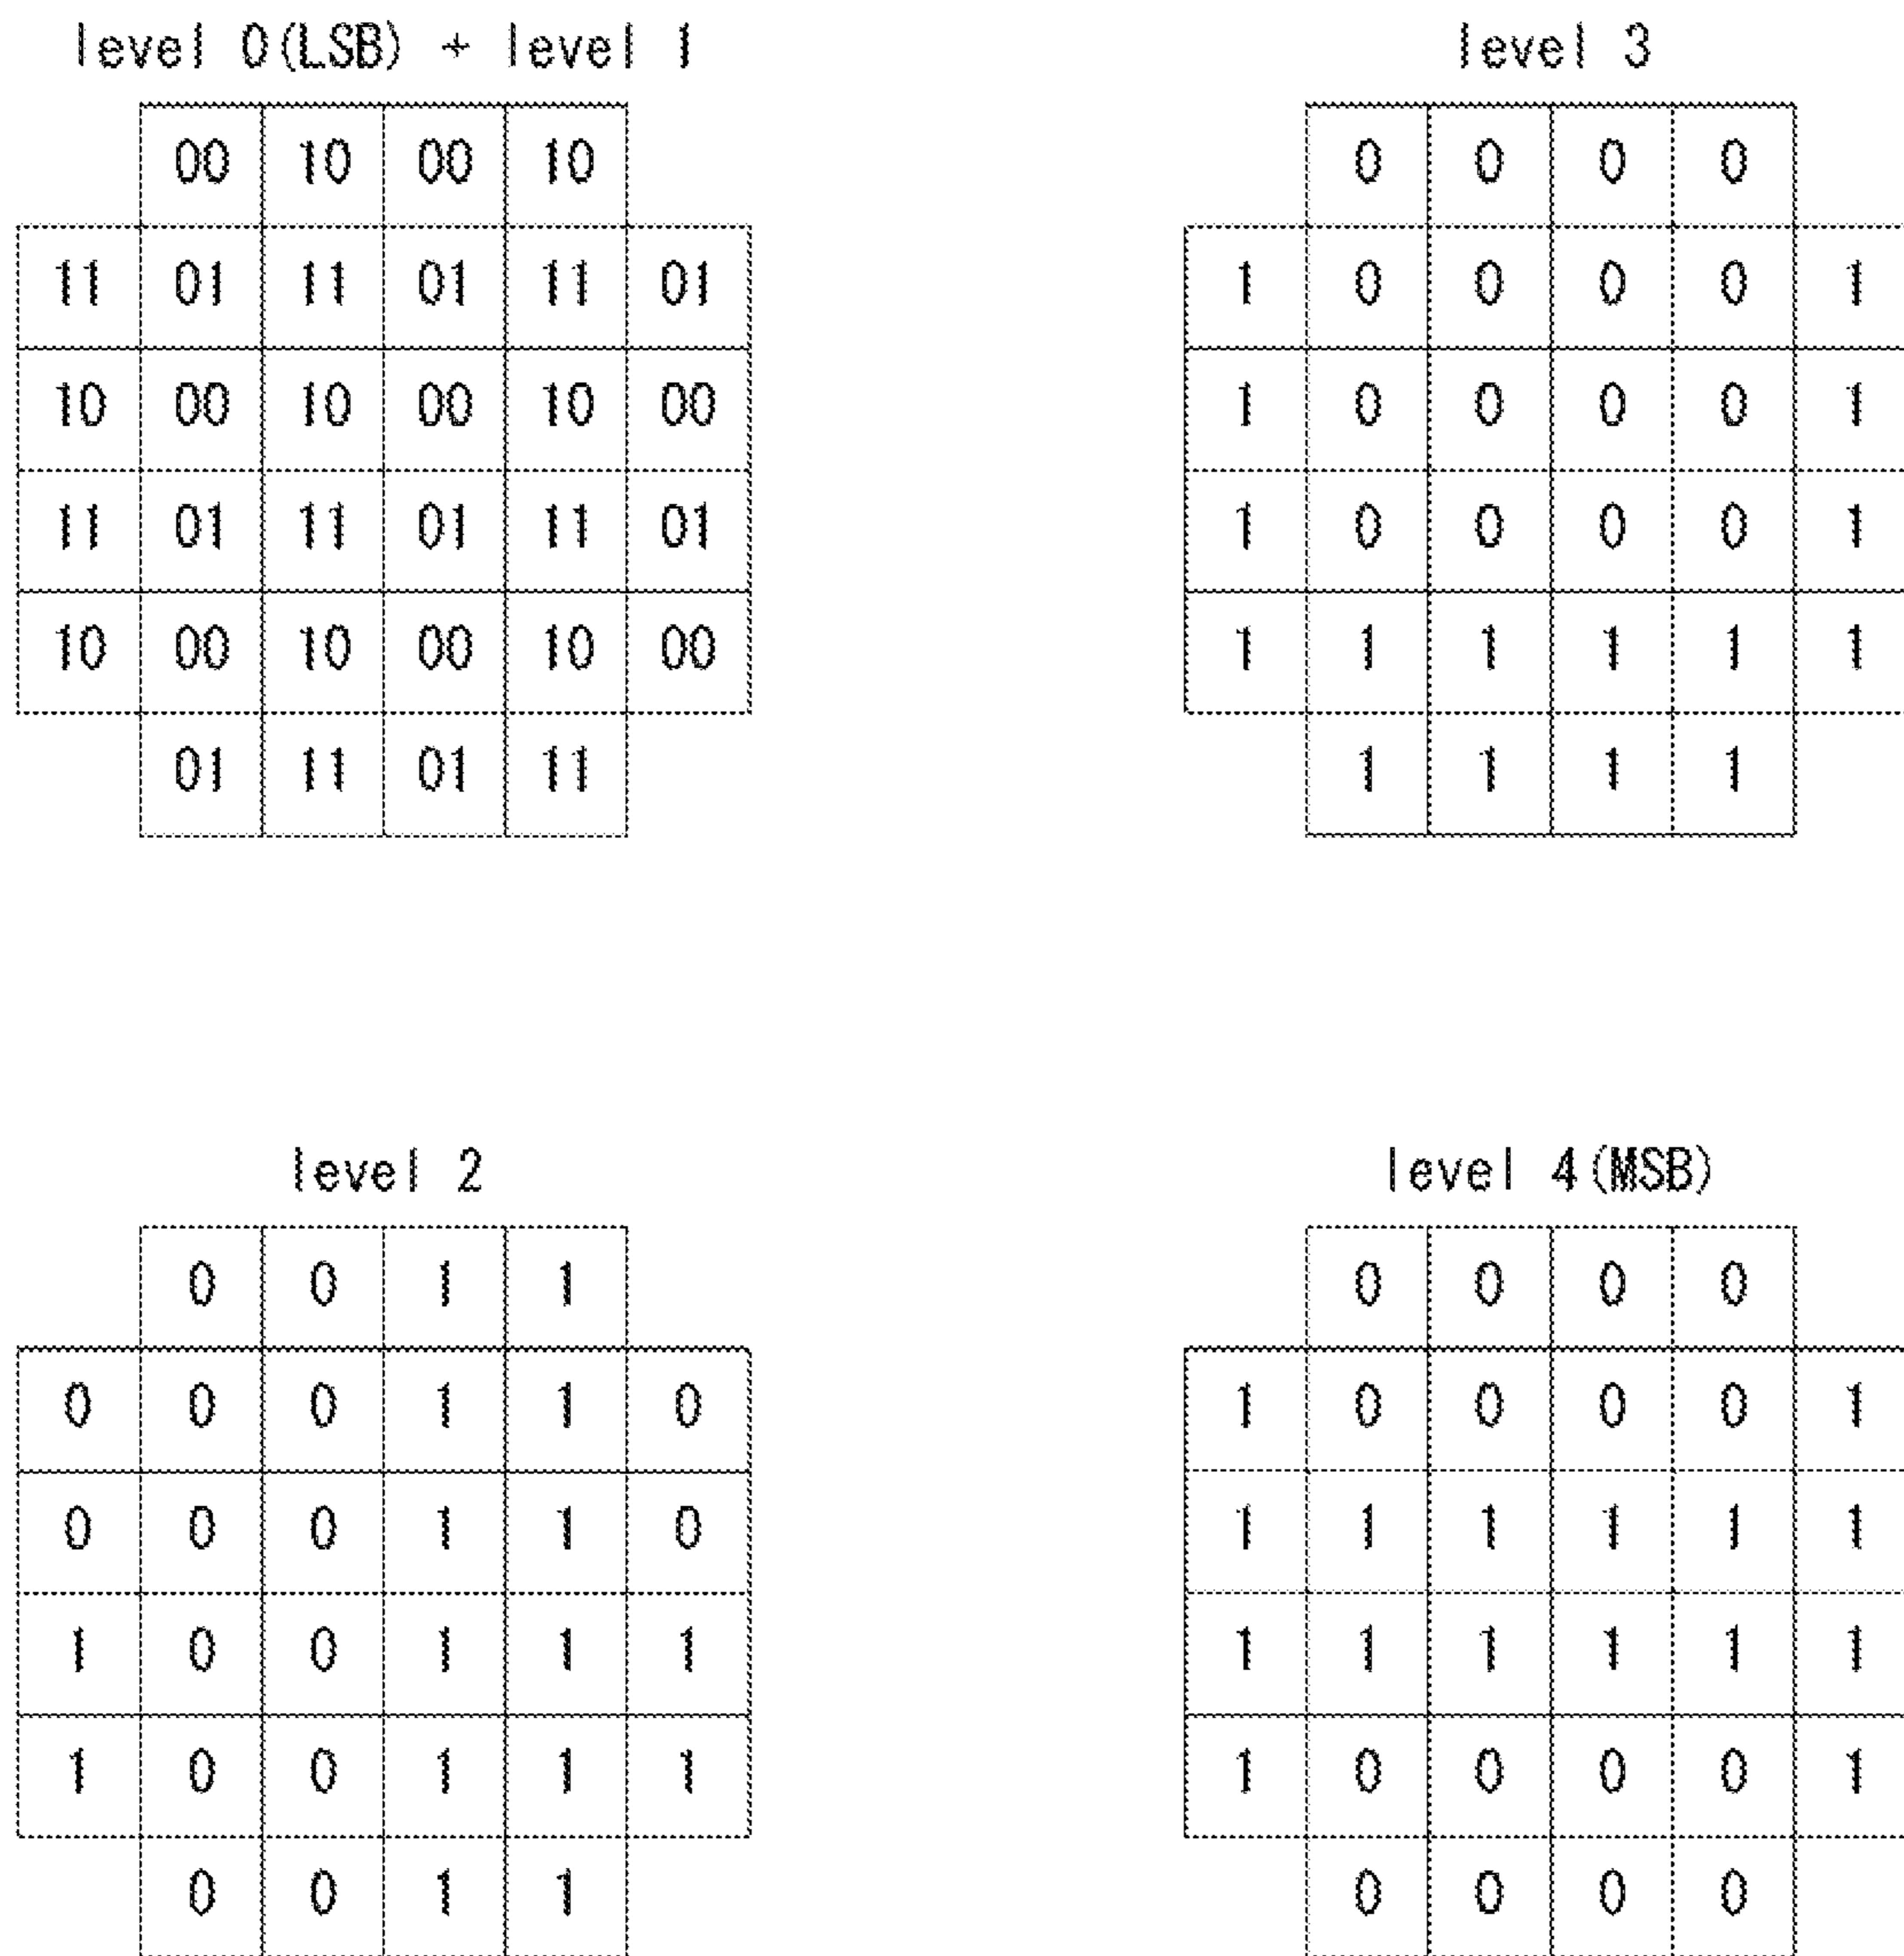 level 0(LSB) + level 1
00 10 00 10
11 01 11 01 11 01
10 00 10 00 10 00
11 01 11 01 11 01
10 00 10 00 10 00
01 11 01 11
level 3
0 0 0 0
1 0 0 0 0 1
1 0 0 0 0 1
1 0 0 0 0 1
1 1 1 1 1 1
1 1 1 1
level 2
0 0 1 1
0 0 0 1 1 0
0 0 0 1 1 0
1 0 0 1 1 1
1 0 0 1 1 1
0 0 1 1
level 4(MSB)
0 0 0 0
1 0 0 0 0 1
1 1 1 1 1 1
1 1 1 1 1 1
1 0 0 0 0 1
0 0 0 0